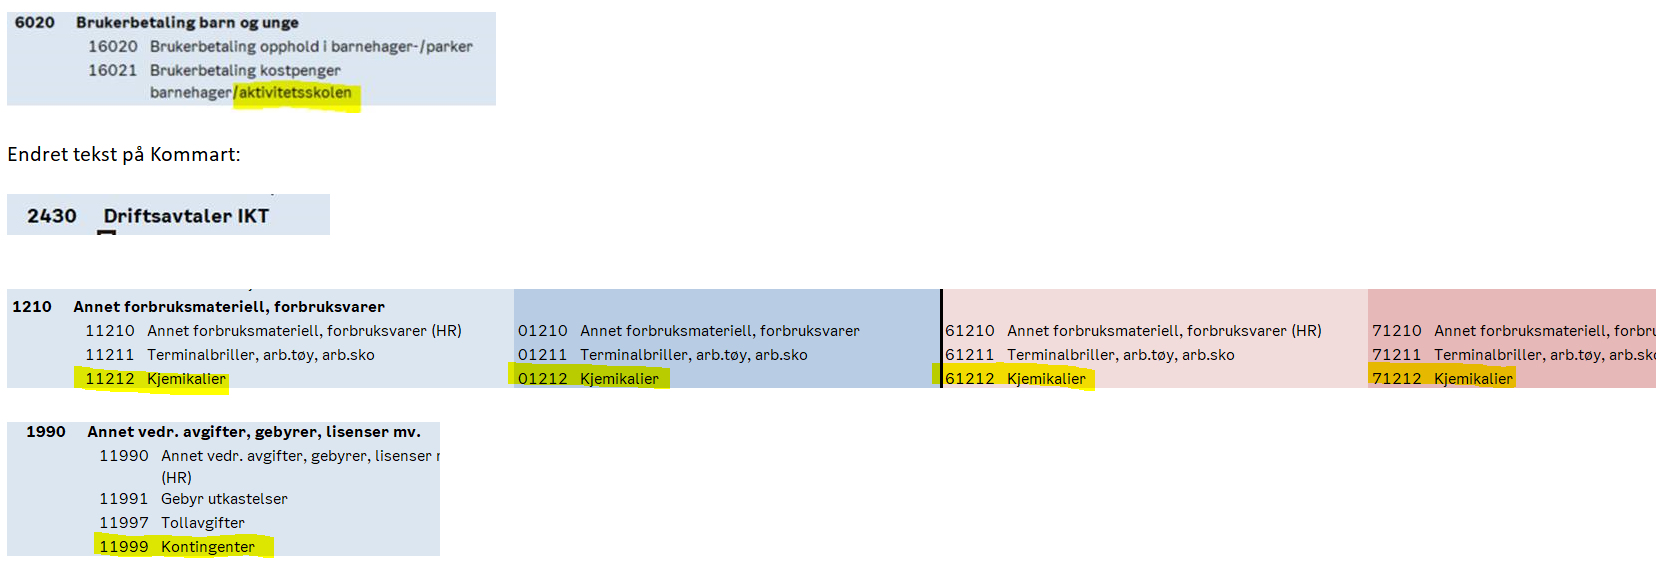 6020 Brukerbetaling barn og unge
16020 Brukerbetaling opphold i barnehager-/parker
16021 Brukerbetaling kostpenger
barnehager/aktivitetsskolen
Endret tekst på Kommart:
2430 Driftsavtaler IKT
1210 Annet forbruksmateriell, forbruksvarer
11210 Annet forbruksmateriell, forbruksvarer (HR) 01210 Annet forbruksmateriell, forbruksvarer 61210 Annet forbruksmateriell, forbruksvarer (HR) 71210 Annet forbruksmateriell,
11211 Terminalbriller, arb.tøy, arb.sko 01211 Terminalbriller, arb.tøy, arb.sko 61211 Terminalbriller, arb.tøy, arb.sko 71211 Terminalbriller, arb.tøy,
11212 Kjemikalier 01212 Kjemikalier 61212 Kjemikalier 71212 Kjemikalier
1990 Annet vedr. avgifter, gebyrer, lisenser mv.
11990 Annet vedr. avgifter, gebyrer, lisenser
(HR)
11991 Gebyr utkastelser
11997 Tollavgifter
11999 Kontingenter